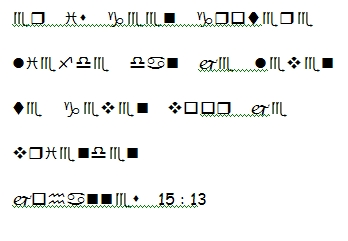 ♏❒ ♓⬧ ♑♏♏■ ♑❒□⧫♏❒♏
●♓♏♐♎♏ ♎♋■ 🙰♏ ●♏❖♏■
⧫♏ ♑♏❖♏■ ❖□□❒ 🙰♏
❖❒♓♏■♎♏■
🙰□♒♋■■♏⬧ 15 : 13